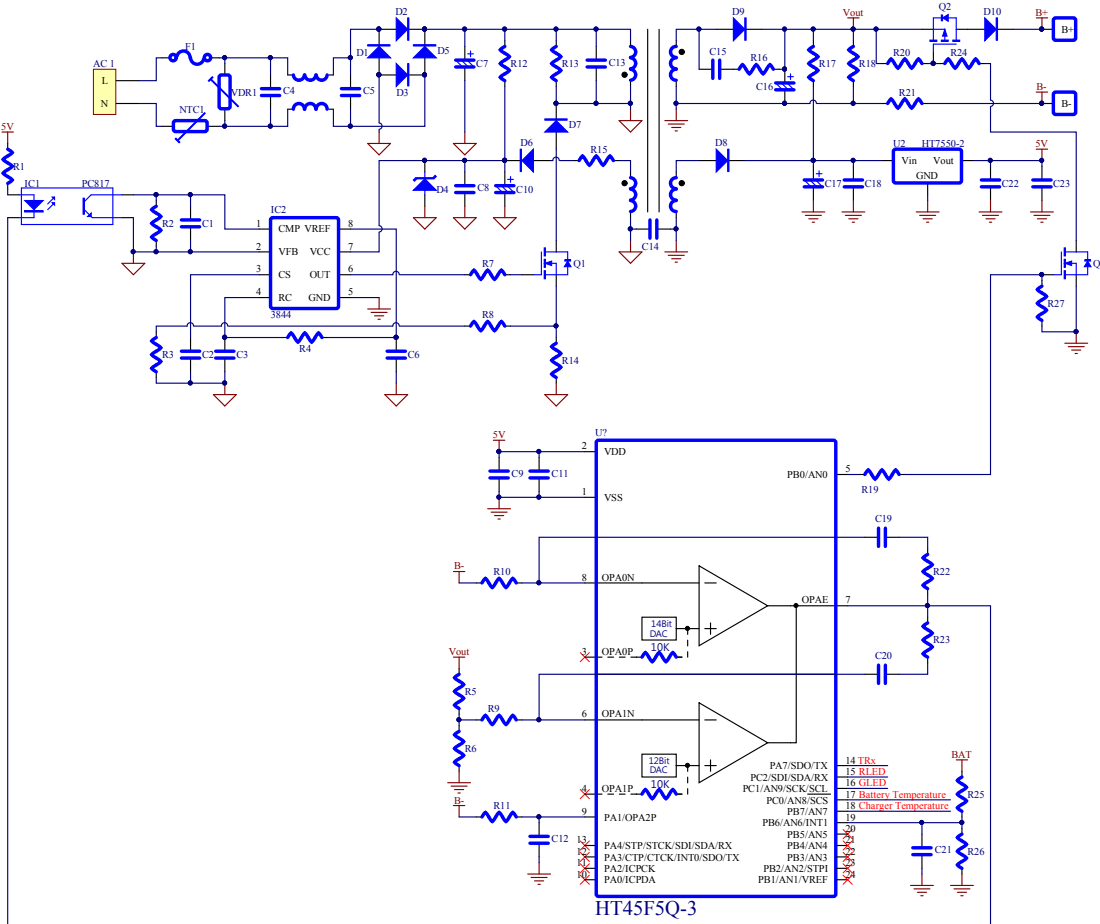 D2
D9
Vout
Q2
D10
B+
B+
F1
D1
D5
AC 1
L
N
VDR1
C4
C5
D3
C7
R12
R13
C13
C15
R16
C16
R17
R18
R20
R24
NTC1
R21
B-
B-
5V
D7
R1
D6
R15
D8
U2
HT7550-2
5V
Vin
Vout
GND
IC1
PC817
D4
C8
C10
C17
C18
C22
C23
R2
C1
IC2
1
CMP
VREF
8
2
VFB
VCC
7
3
CS
OUT
6
4
RC
GND
5
3844
C14
R7
Q1
Q
R27
R8
R3
C2
C3
R4
C6
R14
U?
5V
2
VDD
C9
C11
1
VSS
PB0/AN0
5
R19
C19
B-
R10
8
OPA0N
R22
OPAE
7
14Bit
DAC
3
OPA0P
10K
R23
C20
Vout
R5
R9
6
OPA1N
R6
12Bit
DAC
4
OPA1P
10K
B-
R11
9
PA1/OPA2P
C12
PA7/SDO/TX
14
TRx
PC2/SDI/SDA/RX
15
RLED
PC1/AN9/SCK/SCL
16
GLED
PC0/AN8/SCS
17
Battery Temperature
PB7/AN7
18
Charger Temperature
PB6/AN6/INT1
19
BAT
R25
PB5/AN5
20
13
PA4/STP/STCK/SDI/SDA/RX
PB4/AN4
21
12
PA3/CTP/CTCK/INT0/SDO/TX
PB3/AN3
22
11
PA2/ICPCK
PB2/AN2/STPI
23
10
PA0/ICPDA
PB1/AN1/VREF
24
C21
R26
HT45F5Q-3